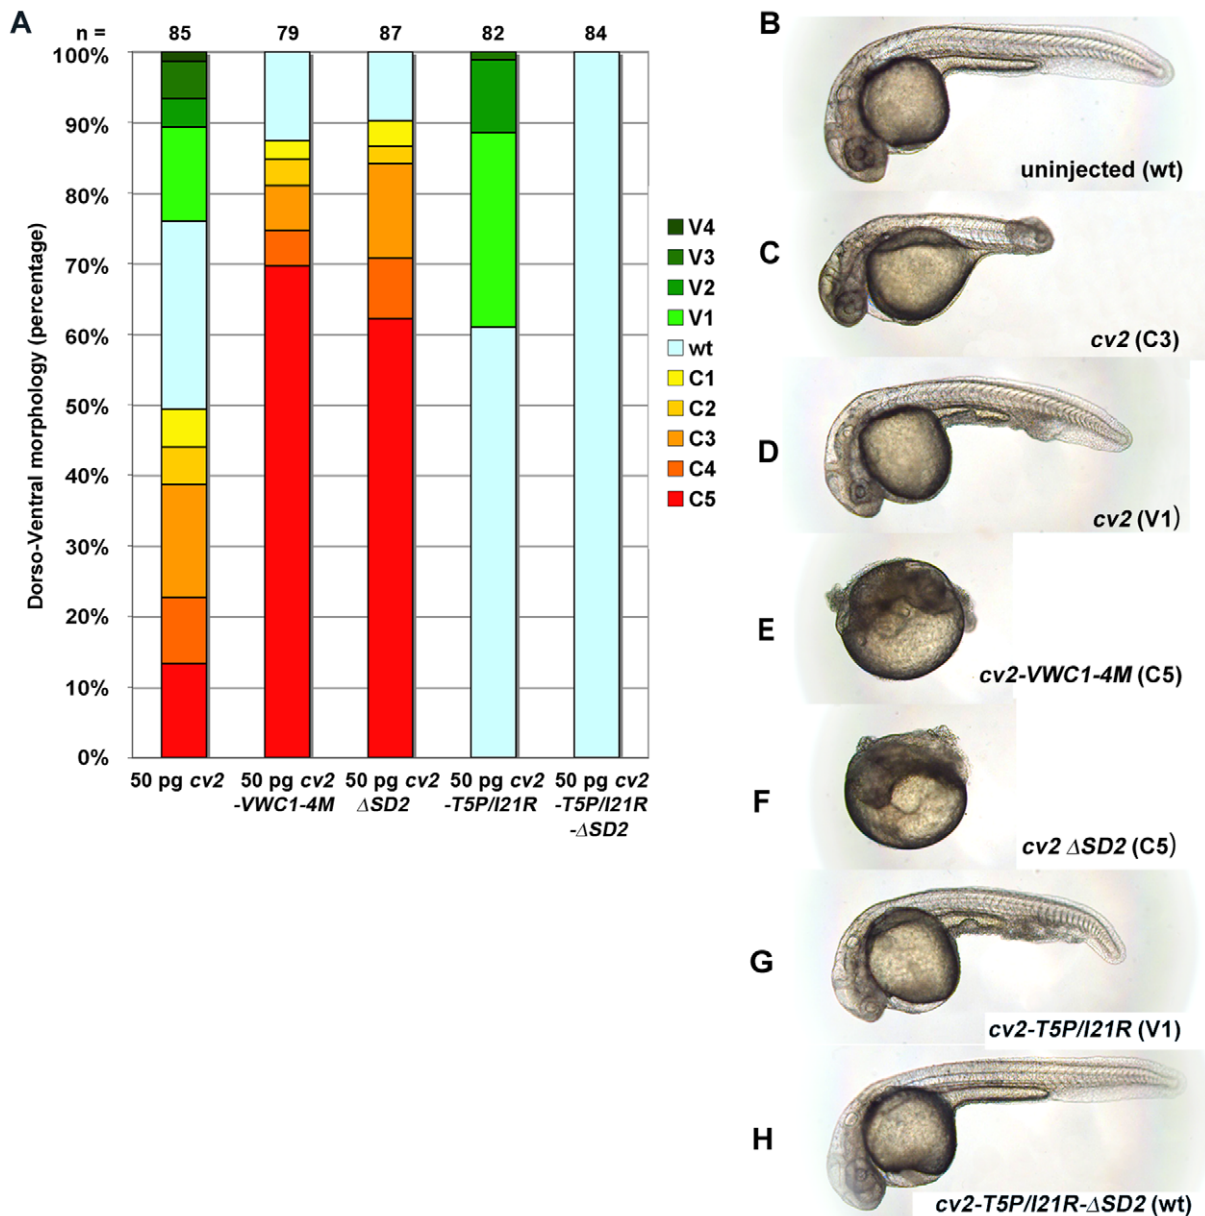 A
n =
85
79
87
82
84
100%
90%
80%
70%
60%
50%
40%
30%
20%
10%
0%
Dorso-Ventral morphology (percentage)
50 pg cv2
50 pg cv2
-VWC1-4M
50 pg cv2
ΔSD2
50 pg cv2
-T5P/I21R
50 pg cv2
-T5P/I21R
-ΔSD2
V4
V3
V2
V1
wt
C1
C2
C3
C4
C5
B
uninjected (wt)
C
cv2 (C3)
D
cv2 (V1)
E
cv2-VWC1-4M (C5)
F
cv2 ΔSD2 (C5)
G
cv2-T5P/I21R (V1)
H
cv2-T5P/I21R-ΔSD2 (wt)